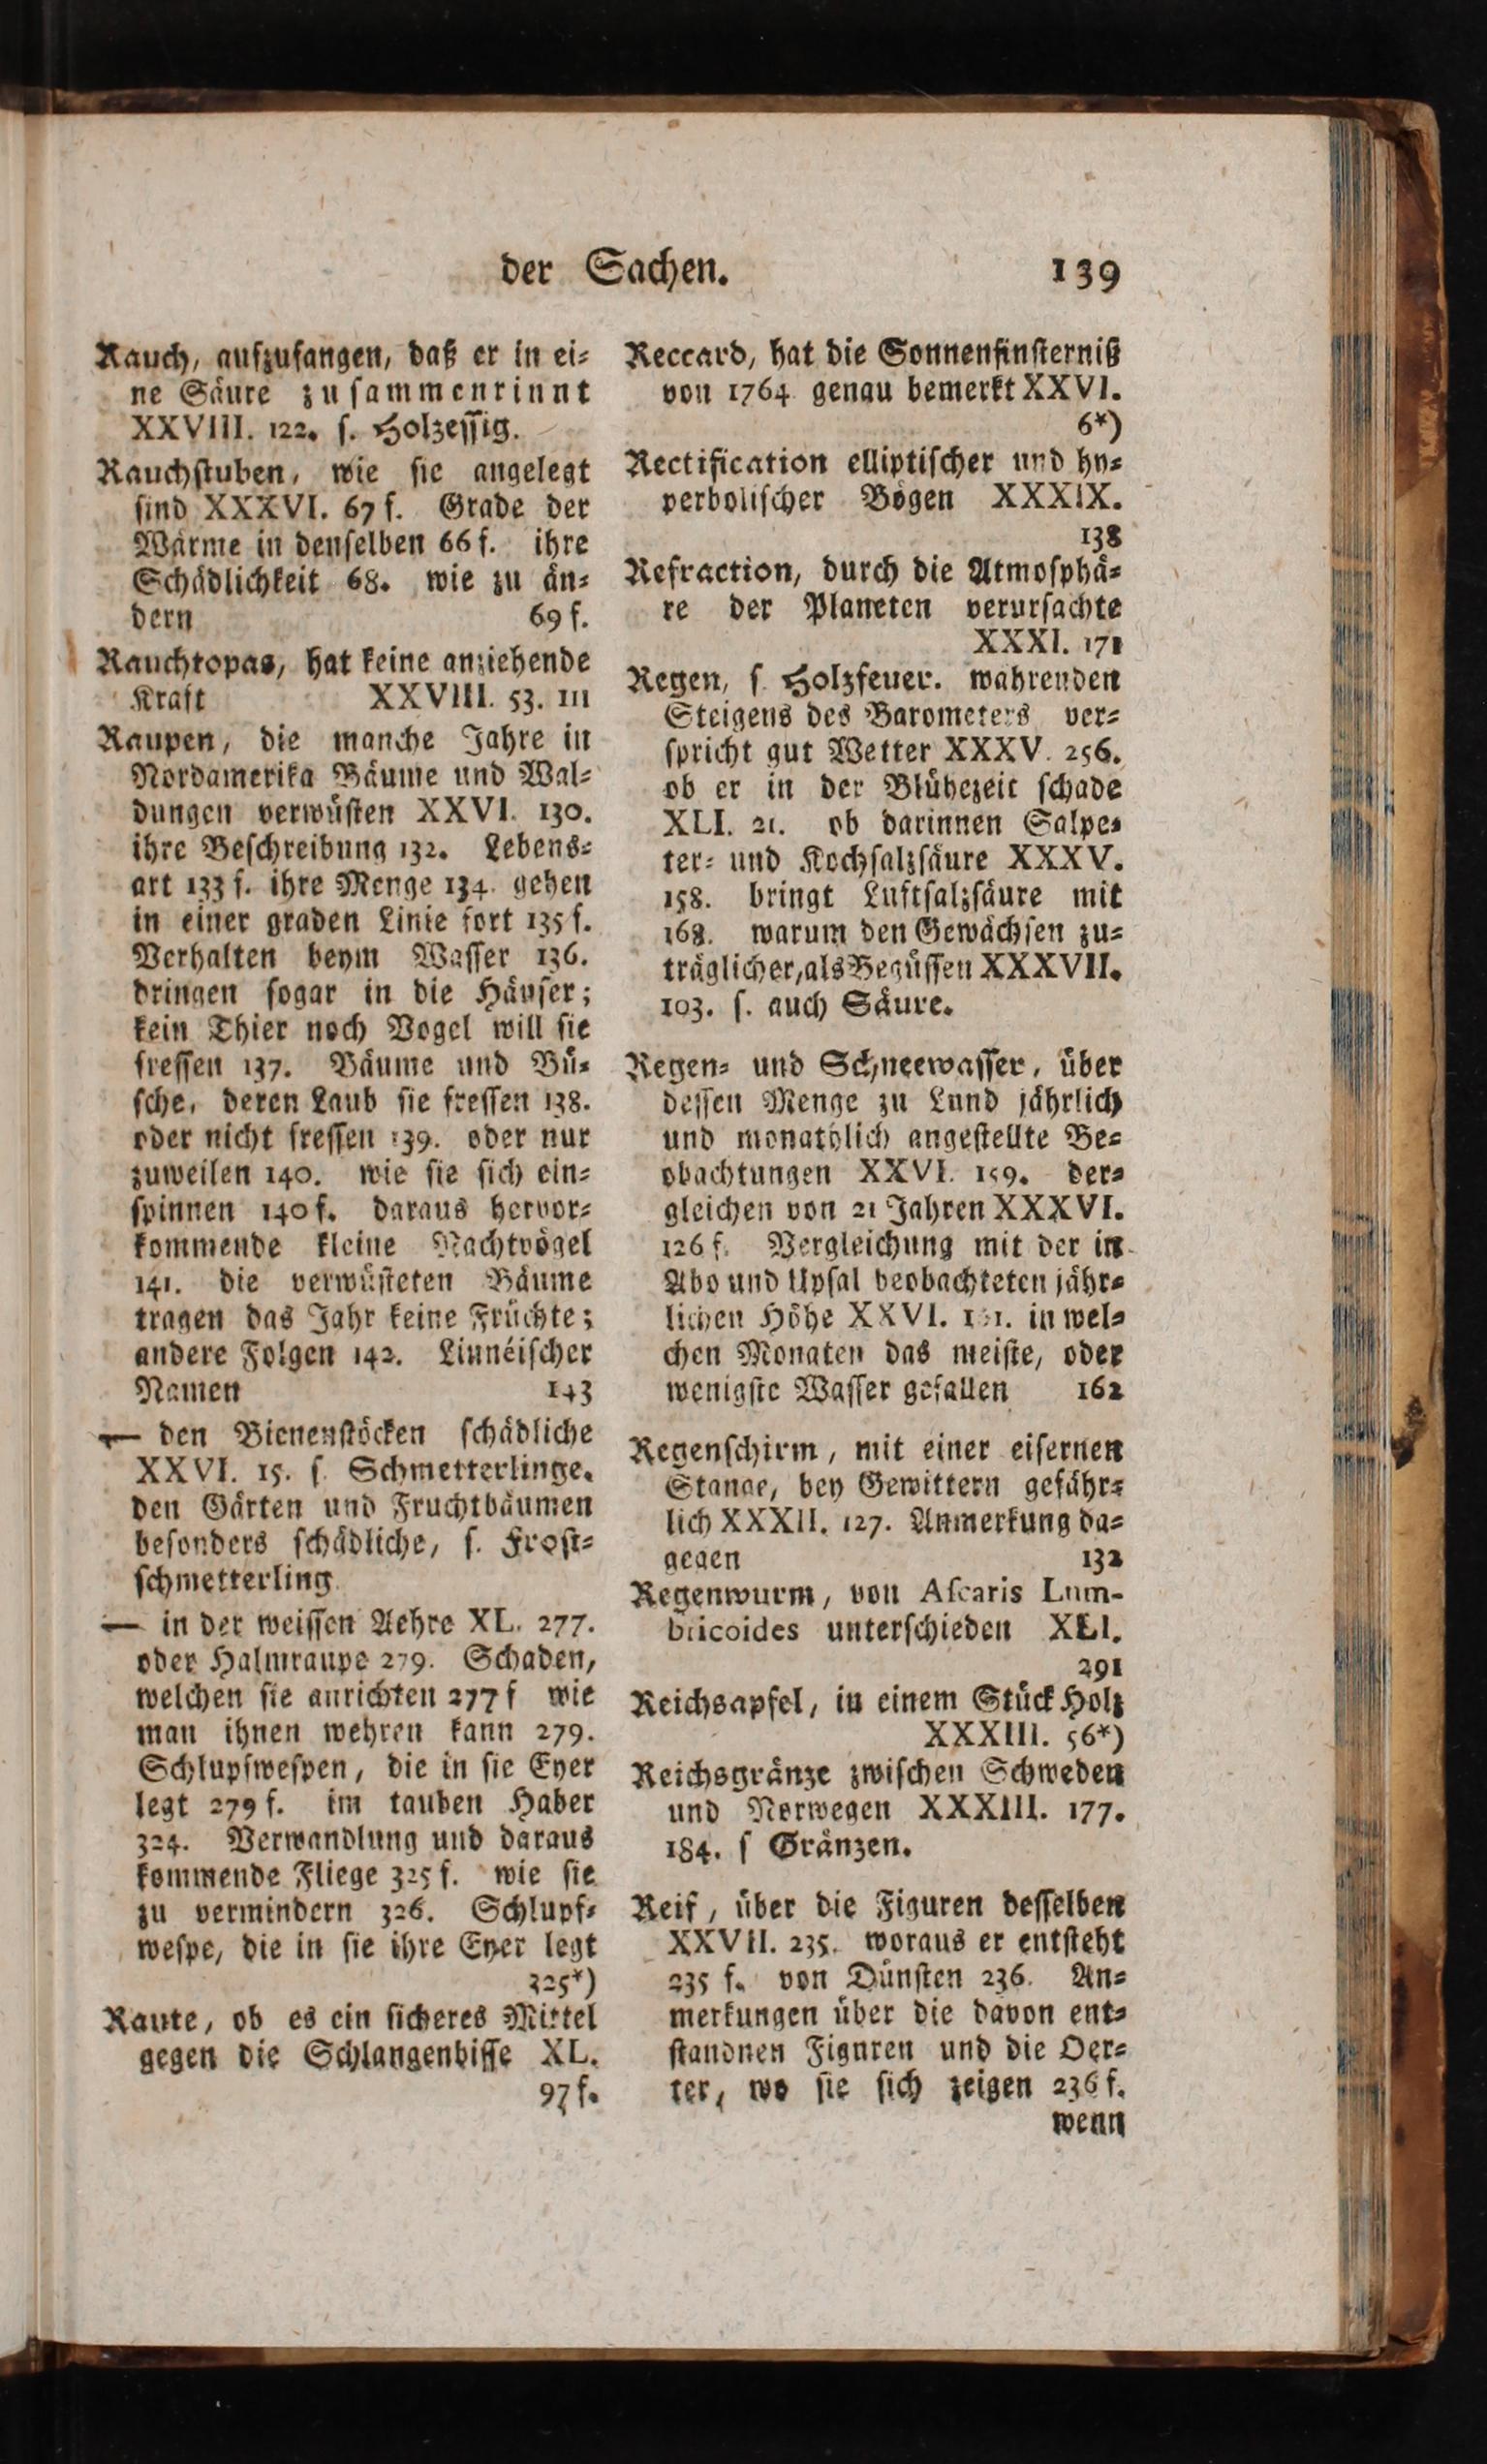 der Sachen. 139
Rauch, aufzufangen, daß er in ei-
ne Säure zusammenrinnt
XXVIII. 122. s. Holzessig.
Rauchstuben, wie sie angelegt
sind XXXVI. 67 f. Grade der
Wärme in denselben 66 f. ihre
Schädlichkeit 68. wie zu än-
dern 69 f.
Rauchtopas, hat keine anziehende
Kraft XXVIII. 53. 111
Raupen, die manche Jahre in
Nordamerika Bäume und Wal-
dungen verwüsten XXVI. 130.
ihre Beschreibung 132. Lebens-
art 133 f. ihre Menge 134. gehen
in einer graden Linie fort 135 f.
Verhalten beym Wasser 136.
dringen sogar in die Häuser;
kein Thier noch Vogel will sie
fressen 137. Bäume und Bü-
sche, deren Laub sie fressen 138.
oder nicht fressen 139. oder nur
zuweilen 140. wie sie sich ein-
spinnen 140 f. daraus hervor-
kommende kleine Nachtvögel
141. die verwüsteten Bäume
tragen das Jahr keine Früchte;
andere Folgen 142. Linnéischer
Namen 143
— den Bienenstöcken schädliche
XXVI. 15. s. Schmetterlinge.
den Gärten und Fruchtbäumen
besonders schädliche, s. Frost-
schmetterling.
— in der weissen Aehre XL. 277.
oder Halmraupe 279. Schaden,
welchen sie anrichten 277 f wie
man ihnen wehren kann 279.
Schlupfwespen, die in sie Eyer
legt 279 f. im tauben Haber
324. Verwandlung und daraus
kommende Fliege 325 f. wie sie
zu vermindern 326. Schlupf-
wespe, die in sie ihre Eyer legt
325*)
Raute, ob es ein sicheres Mittel
gegen die Schlangenbisse XL.
97 f.
Reccard, hat die Sonnenfinsterniß
von 1764 genau bemerkt XXVI.
6*)
Rectification elliptischer und hy-
perbolischer Bögen XXXIX.
138
Refraction, durch die Atmosphä-
re der Planeten verursachte
XXXI. 171
Regen, s. Holzfeuer. wahrenden
Steigens des Barometers ver-
spricht gut Wetter XXXV. 256.
ob er in der Blühezeit schade
XLI. 21. ob darinnen Salpe-
ter- und Kochsalzsäure XXXV.
158. bringt Luftsalzsäure mit
168. warum den Gewächsen zu-
träglicher, als Begüssen XXXVII.
103. s. auch Säure.
Regen- und Schneewasser, über
dessen Menge zu Lund jährlich
und monathlich angestellte Be-
obachtungen XXVI. 159. der-
gleichen von 21 Jahren XXXVI.
126 f. Vergleichung mit der in
Abo und Upsal beobachteten jähr-
lichen Höhe XXVI. in wel-
chen Monaten das meiste, oder
wenigste Wasser gefallen 162
Regenschirm, mit einer eisernen
Stange, bey Gewittern gefähr-
lich XXXII. 127. Anmerkung da-
gegen 132
Regenwurm, von Ascaris Lum-
bricoides unterschieden XLI.
291
Reichsapfel, in einem Stück Holz
XXXIII. 56*)
Reichsgränze zwischen Schweden
und Norwegen XXXIII. 177.
184. s Gränzen.
Reif, über die Figuren desselben
XXVII. 235. woraus er entsteht
235 f. von Dünsten 236. An-
merkungen über die davon ent-
standnen Figuren und die Oer-
ter, wo sie sich zeigen 236 f.
wenn